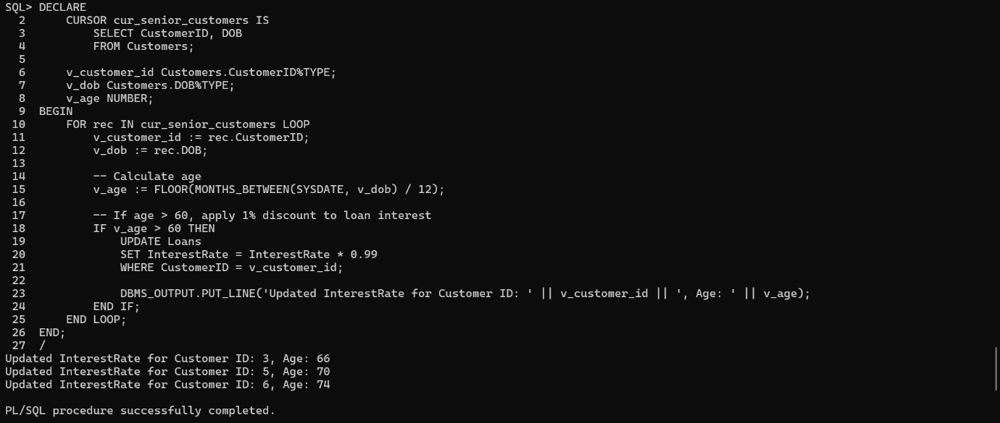 SQL> DECLARE
  2      CURSOR cur_senior_customers IS
  3          SELECT CustomerID, DOB
  4          FROM Customers;
  5
  6      v_customer_id Customers.CustomerID%TYPE;
  7      v_dob Customers.DOB%TYPE;
  8      v_age NUMBER;
  9  BEGIN
 10      FOR rec IN cur_senior_customers LOOP
 11          v_customer_id := rec.CustomerID;
 12          v_dob := rec.DOB;
 13
 14          -- Calculate age
 15          v_age := FLOOR(MONTHS_BETWEEN(SYSDATE, v_dob) / 12);
 16
 17          -- If age > 60, apply 1% discount to loan interest
 18          IF v_age > 60 THEN
 19              UPDATE Loans
 20              SET InterestRate = InterestRate * 0.99
 21              WHERE CustomerID = v_customer_id;
 22
 23              DBMS_OUTPUT.PUT_LINE('Updated InterestRate for Customer ID: ' || v_customer_id || ', Age: ' || v_age);
 24          END IF;
 25      END LOOP;
 26  END;
 27  /
Updated InterestRate for Customer ID: 3, Age: 66
Updated InterestRate for Customer ID: 5, Age: 70
Updated InterestRate for Customer ID: 6, Age: 74

PL/SQL procedure successfully completed.